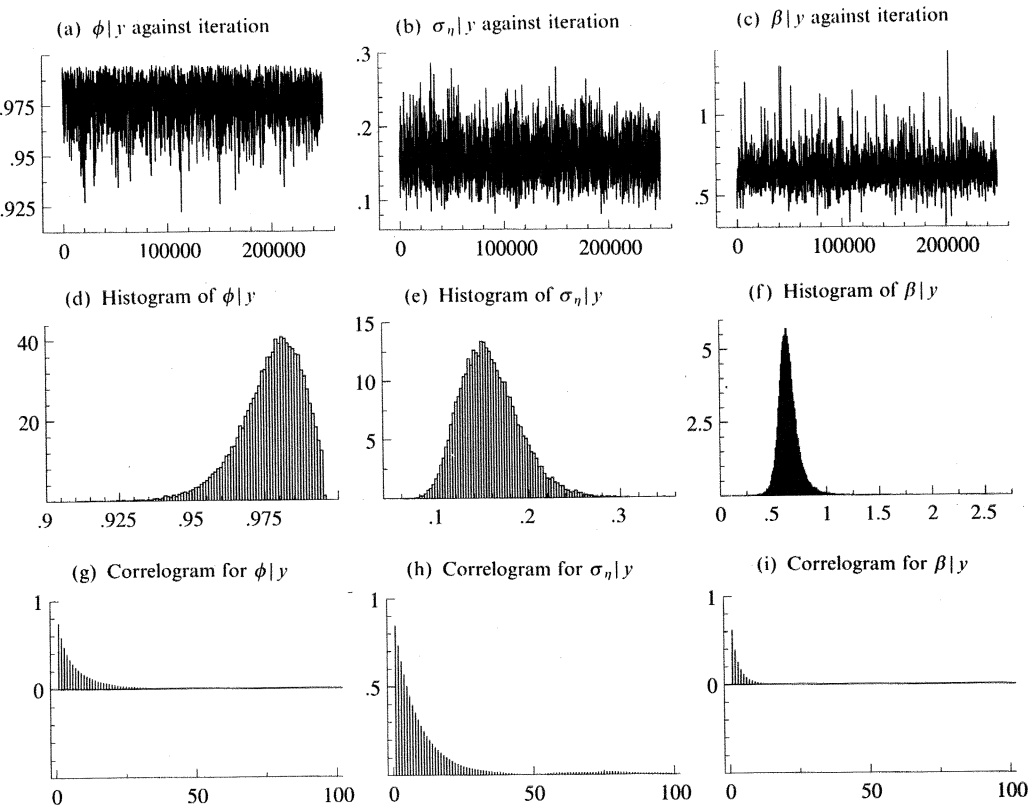 (a) ϕ|y against iteration
(b) σ_η|y against iteration
(c) β|y against iteration
.975
.95
.925
0 100000 200000
.3
.2
.1
0 100000 200000
1
.5
0 100000 200000
(d) Histogram of ϕ|y
(e) Histogram of σ_η|y
(f) Histogram of β|y
40
20
.9 .925 .95 .975
15
10
5
.1 .2 .3
5
2.5
0 .5 1 1.5 2 2.5
(g) Correlogram for ϕ|y
(h) Correlogram for σ_η|y
(i) Correlogram for β|y
1
0
0 50 100
1
.5
0 50 100
1
0
0 50 100